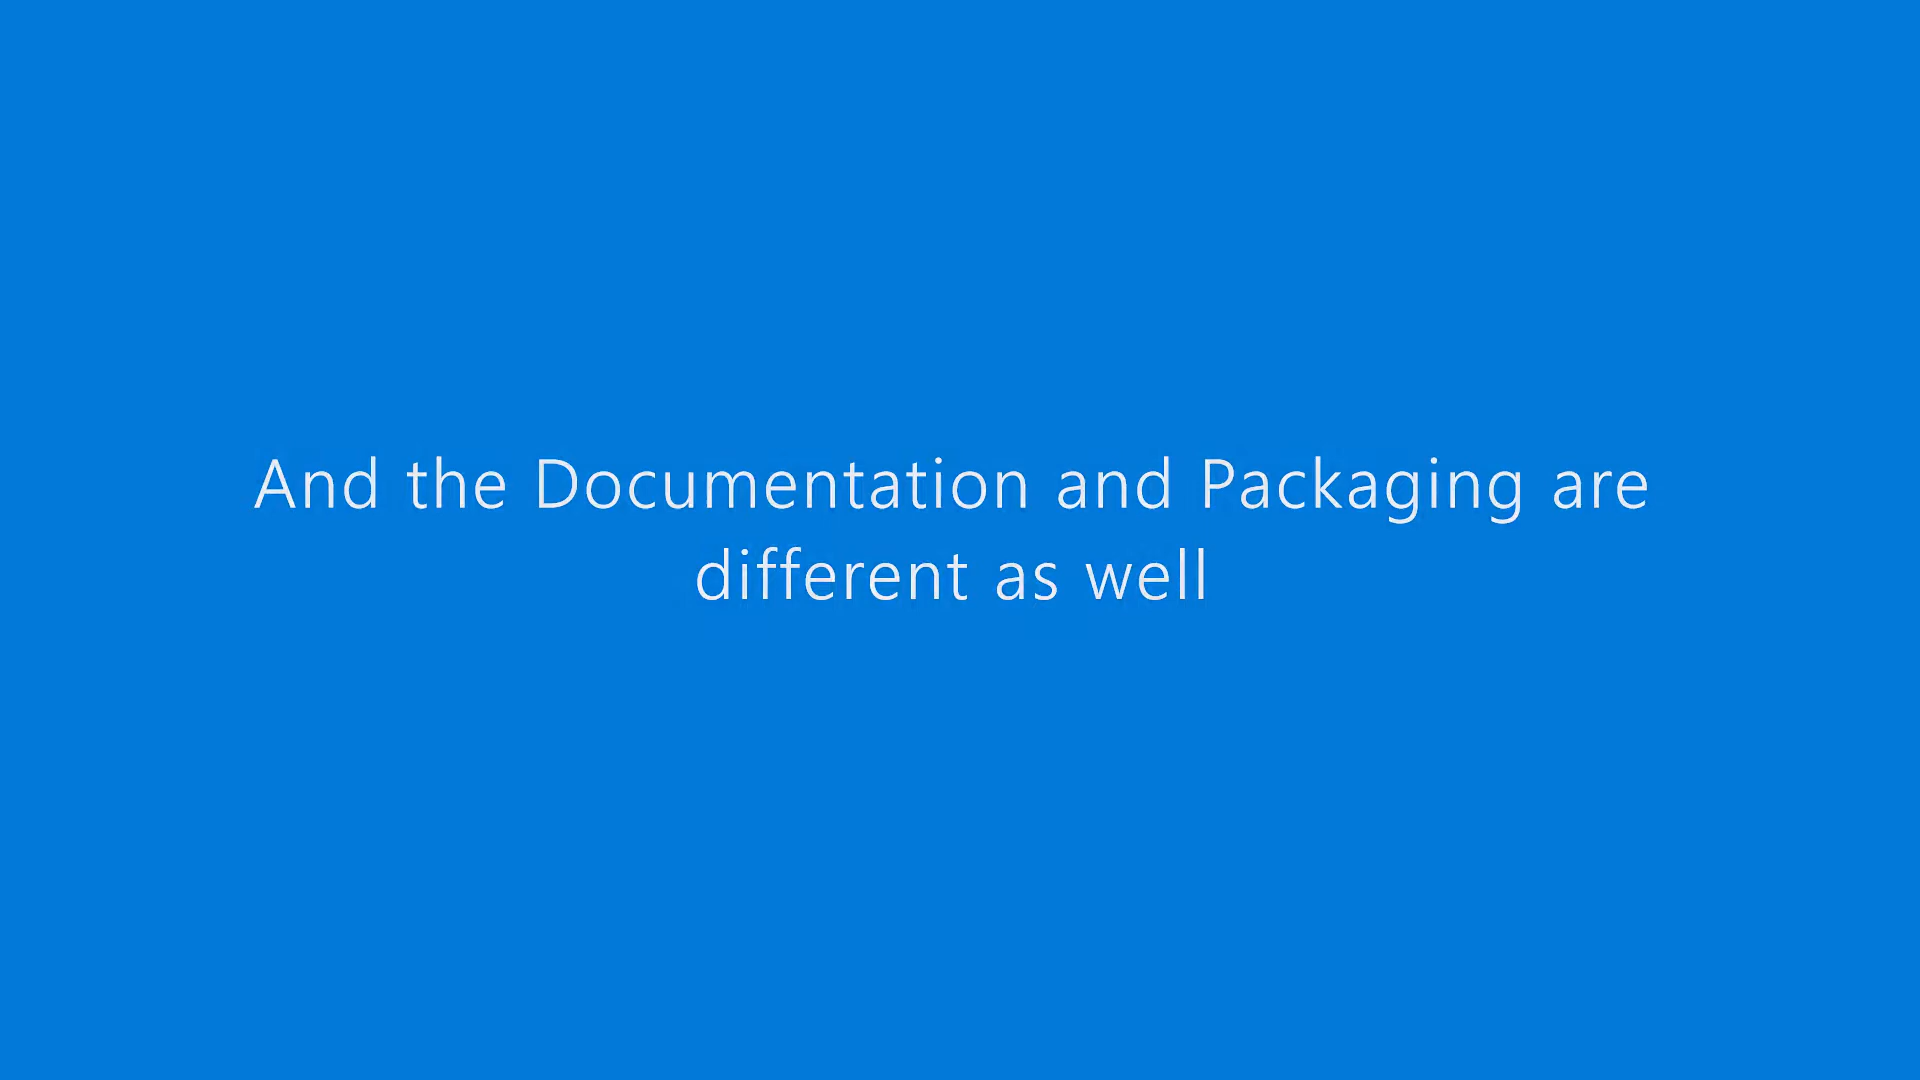 And the Documentation and Packaging are
different as well